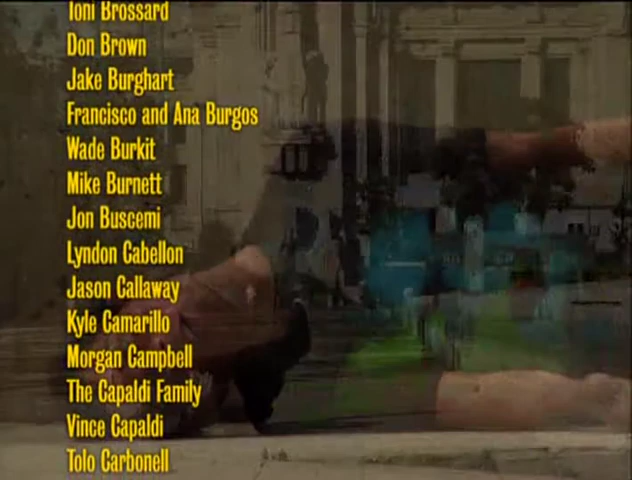 Toni Brossard
Don Brown
Jake Burghart
Francisco and Ana Burgos
Wade Burkit
Mike Burnett
Jon Buscemi
Lyndon Cabellon
Jason Callaway
Kyle Camarillo
Morgan Campbell
The Capaldi Family
Vince Capaldi
Tolo Carbonell